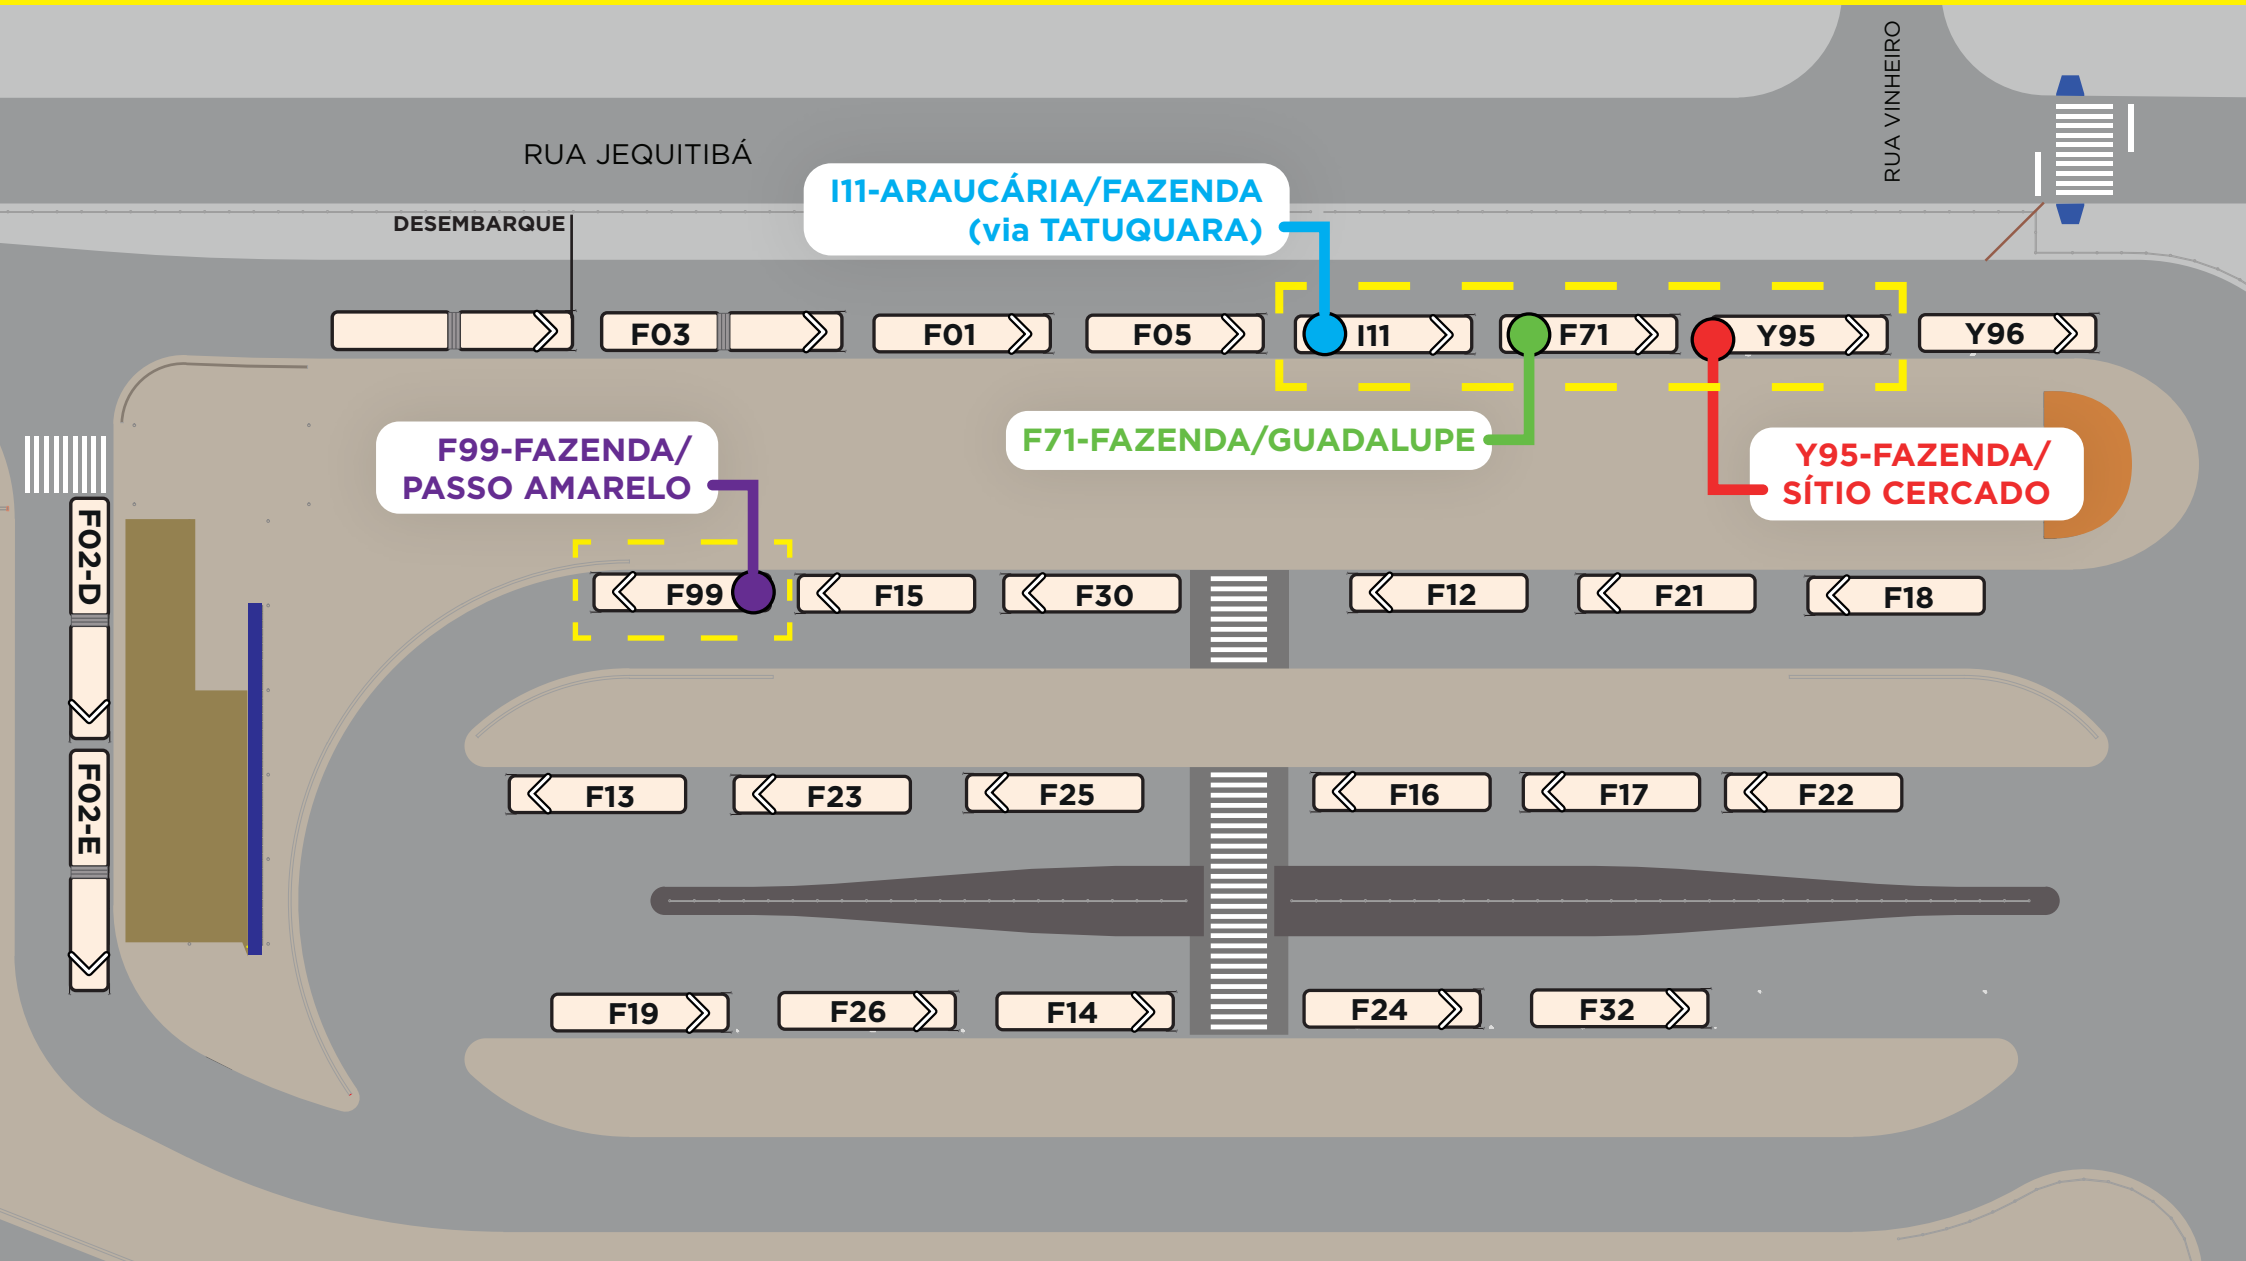 RUA VINHEIRO
RUA JEQUITIBÁ
I11-ARAUCÁRIA/FAZENDA
(via TATUQUARA)
DESEMBARQUE
F03
F01
F05
I11
F71
Y95
Y96
F99-FAZENDA/
PASSO AMARELO
F71-FAZENDA/GUADALUPE
Y95-FAZENDA/
SÍTIO CERCADO
F02-D
F99
F15
F30
F12
F21
F18
F02-E
F13
F23
F25
F16
F17
F22
F19
F26
F14
F24
F32